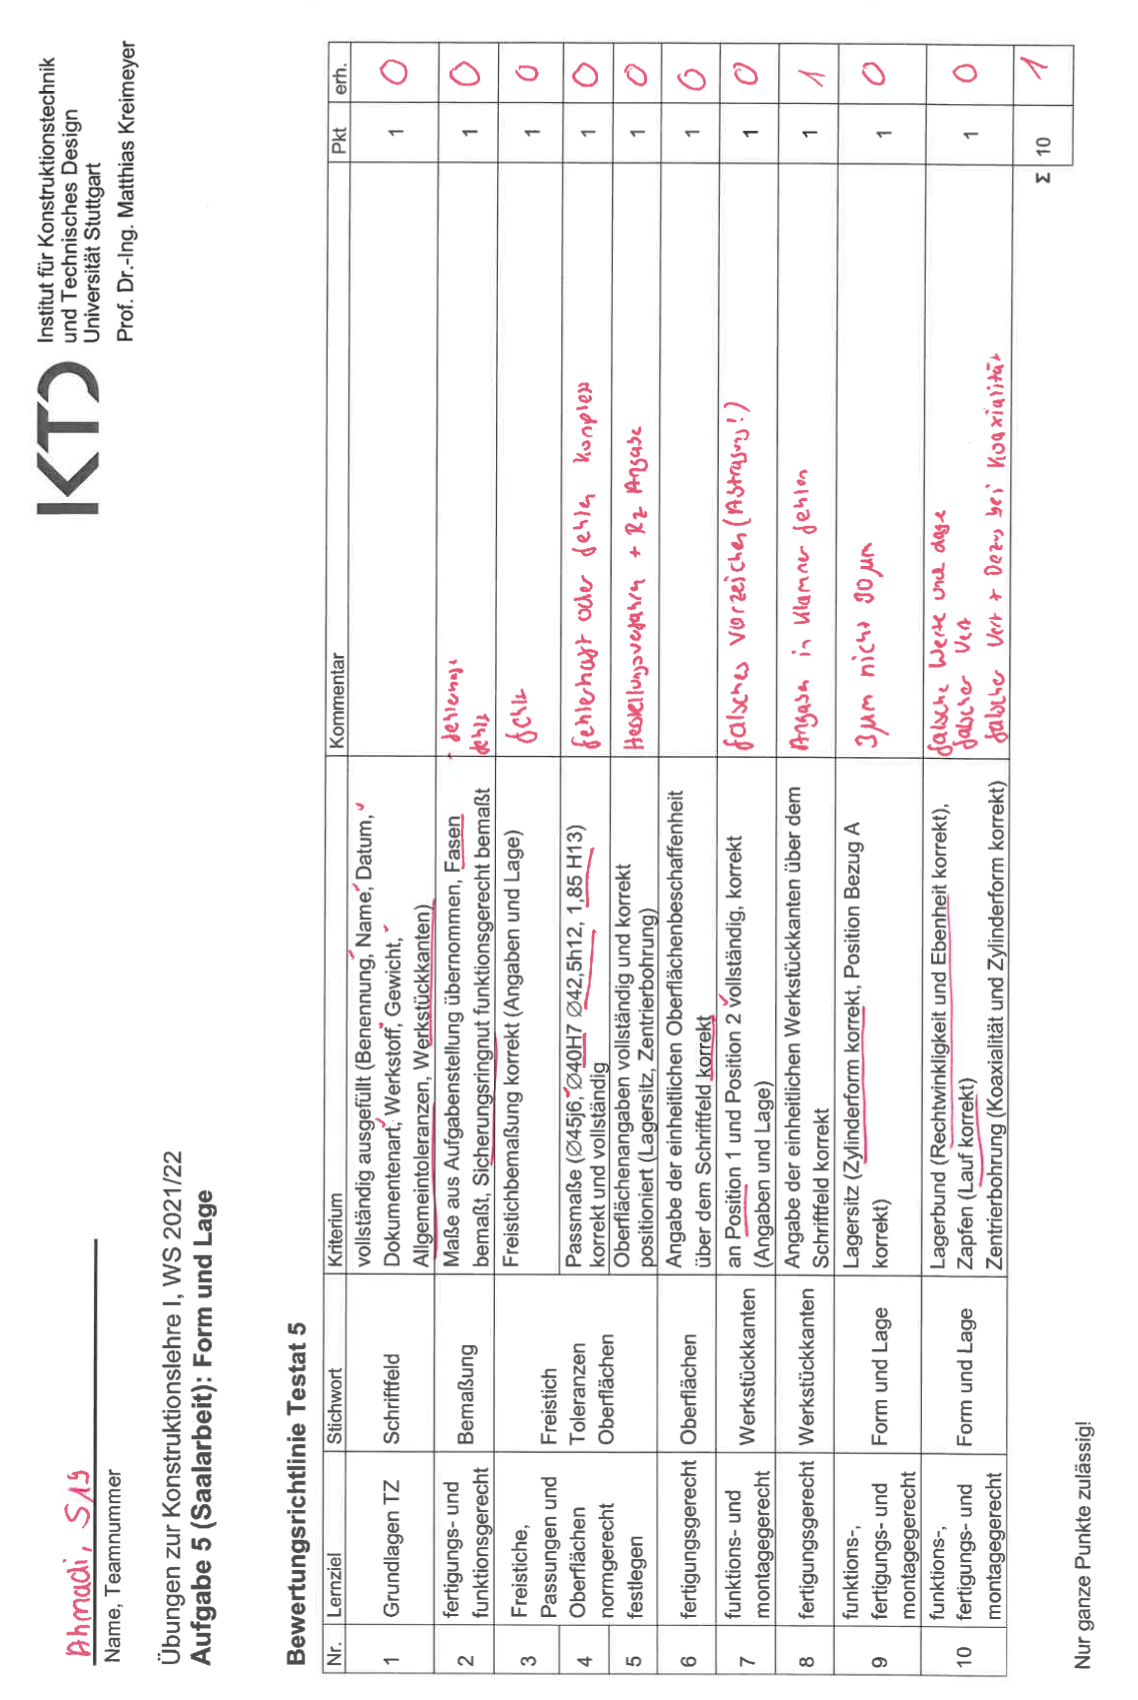 Ahmadi, S19
Name, Teamnummer
KTD
Institut für Konstruktionstechnik
und Technisches Design
Universität Stuttgart
Prof. Dr.-Ing. Matthias Kreimeyer
Übungen zur Konstruktionslehre I, WS 2021/22
Aufgabe 5 (Saalarbeit): Form und Lage
Bewertungsrichtlinie Testat 5
Nr. Lernziel Stichwort Kriterium Kommentar Pkt erh.
1 Grundlagen TZ Schriftfeld vollständig ausgefüllt (Benennung, Name, Datum,
Dokumentenart, Werkstoff, Gewicht,
Allgemeintoleranzen, Werkstückkanten) 1 0
2 fertigungs- und Bemaßung Maße aus Aufgabenstellung übernommen, Fasen
funktionsgerecht bemaßt, Sicherungsringnut funktionsgerecht bemaßt fehlt 1 0
3 Freistiche, Freistich Freistichbemaßung korrekt (Angaben und Lage) fehlt 1 0
Passungen und
4 Oberflächen Toleranzen Passmaße (Ø45j6, Ø40H7 Ø42,5h12, 1,85 H13) fehlerhaft oder fehlen komplett 1 0
normgerecht Oberflächen korrekt und vollständig
5 festlegen Oberflächenangaben vollständig und korrekt Herstellungsverfahren + Rz Angabe 1 0
positioniert (Lagersitz, Zentrierbohrung)
6 fertigungsgerecht Oberflächen Angabe der einheitlichen Oberflächenbeschaffenheit
über dem Schriftfeld korrekt 1 0
7 funktions- und Werkstückkanten an Position 1 und Position 2 vollständig, korrekt falsches Vorzeichen (Abtragung!) 1 0
montagegerecht (Angaben und Lage)
8 fertigungsgerecht Werkstückkanten Angabe der einheitlichen Werkstückkanten über dem Angaben in Klammer fehlen 1 1
Schriftfeld korrekt
9 funktions-, Form und Lage Lagersitz (Zylinderform korrekt, Position Bezug A 3µm nicht 30µm 1 0
fertigungs- und korrekt)
montagegerecht
10 funktions-, Form und Lage Lagerbund (Rechtwinkligkeit und Ebenheit korrekt), falsche Werte und Lage 1 0
fertigungs- und Zapfen (Lauf korrekt) falscher Wert
montagegerecht Zentrierbohrung (Koaxialität und Zylinderform korrekt) falscher Wert + Bezug bei Koaxialität
Σ 10 1
Nur ganze Punkte zulässig!